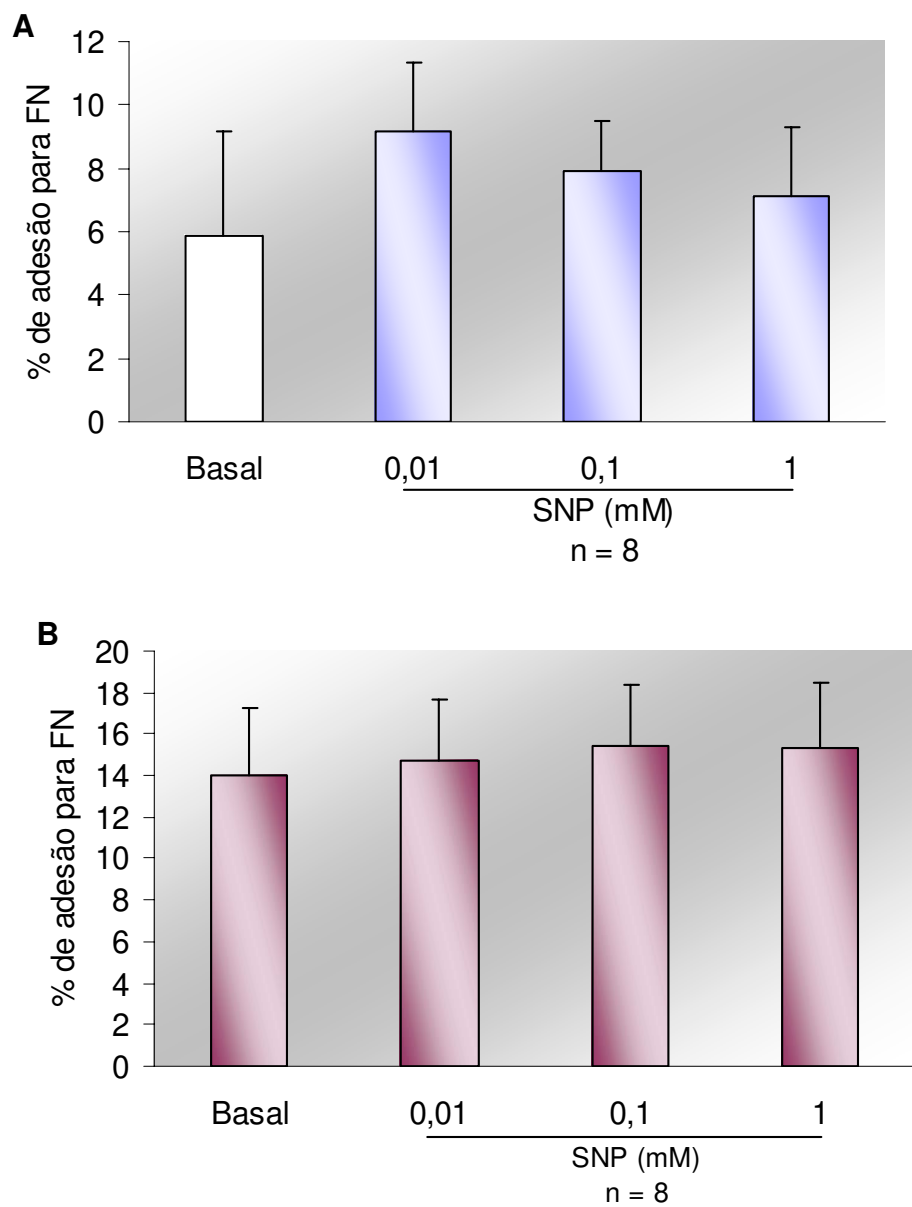 A
% de adesão para FN
12
10
8
6
4
2
0
Basal 0,01 0,1 1
SNP (mM)
n = 8
B
% de adesão para FN
20
18
16
14
12
10
8
6
4
2
0
Basal 0,01 0,1 1
SNP (mM)
n = 8